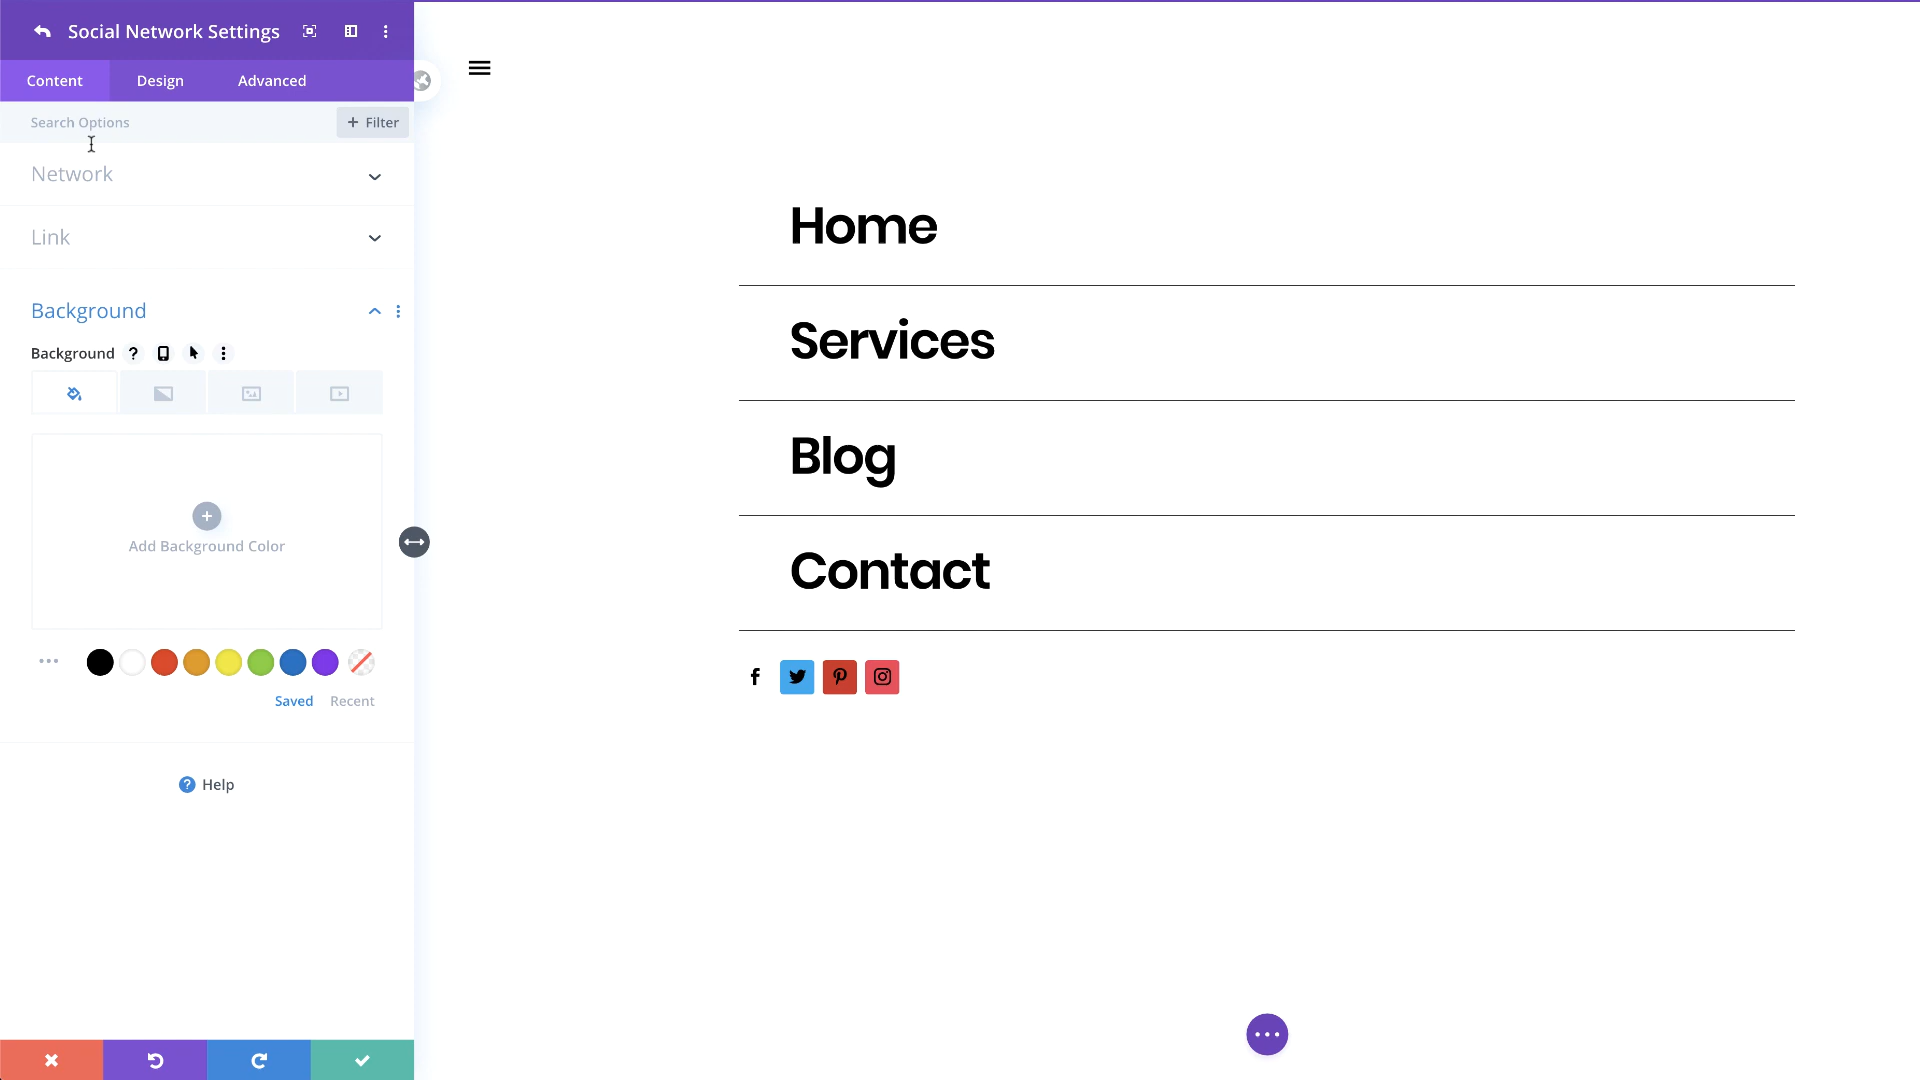 Social Network Settings
Content Design Advanced
Search Options + Filter
Network
Link
Background
Background ?
Add Background Color
Saved Recent
? Help
Home
Services
Blog
Contact